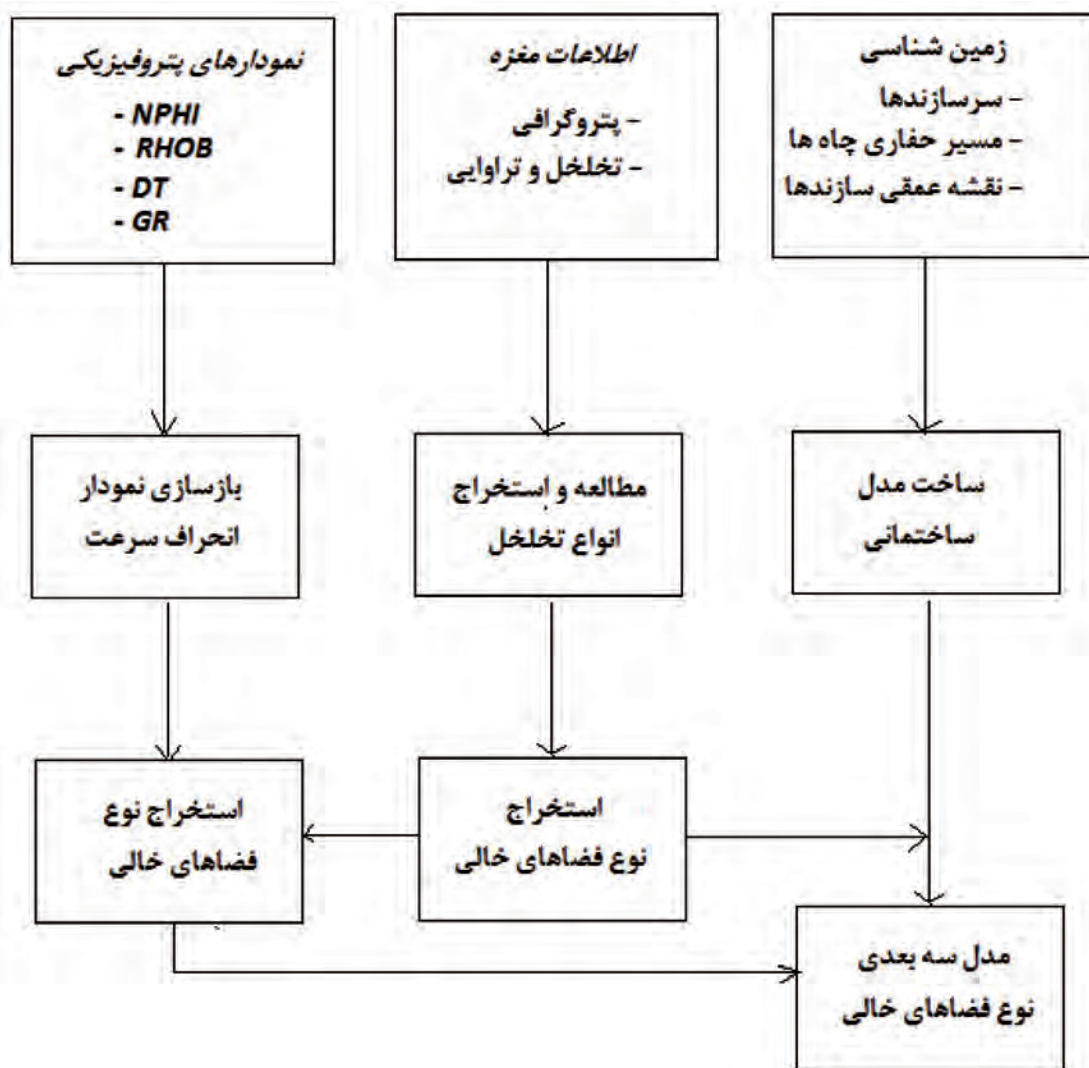 زمین شناسی
- سرسازندها
- مسیر حفاری چاه ها
- نقشه عمقی سازندها
اطلاعات مغزه
- پتروگرافی
- تخلخل و تراوایی
نمودارهای پتروفیزیکی
- NPHI
- RHOB
- DT
- GR
ساخت مدل
ساختمانی
مطالعه و استخراج
انواع تخلخل
بازسازی نمودار
انحراف سرعت
استخراج
نوع فضاهای خالی
استخراج نوع
فضاهای خالی
مدل سه بعدی
نوع فضاهای خالی